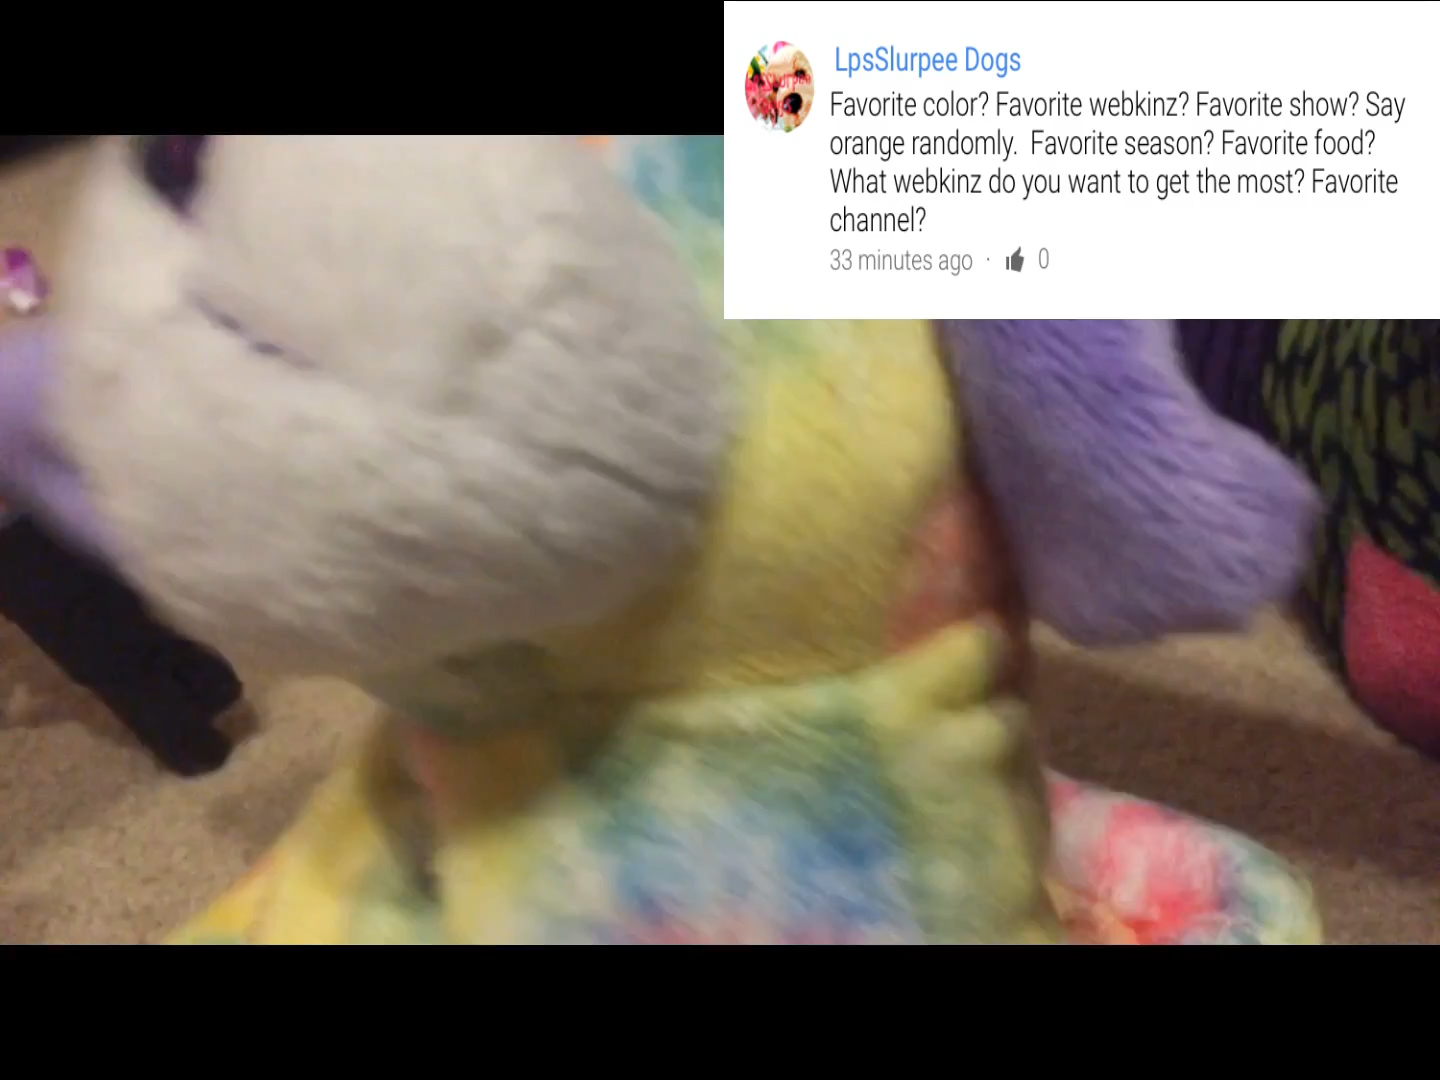 LpsSlurpee Dogs
Favorite color? Favorite webkinz? Favorite show? Say
orange randomly. Favorite season? Favorite food?
What webkinz do you want to get the most? Favorite
channel?
33 minutes ago · 0